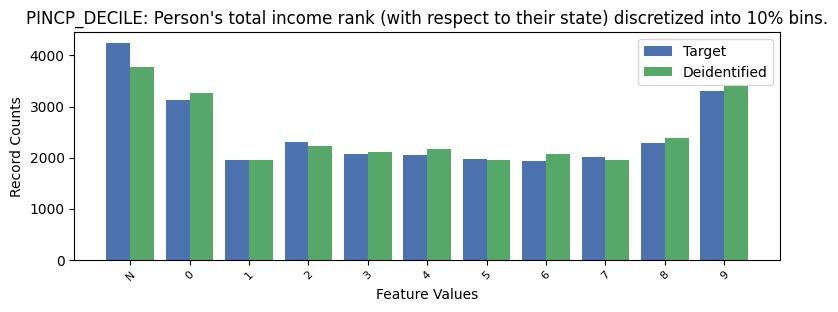 PINCP_DECILE: Person's total income rank (with respect to their state) discretized into 10% bins.
Target
Deidentified
Record Counts
4000
3000
2000
1000
0
N 0 1 2 3 4 5 6 7 8 9
Feature Values